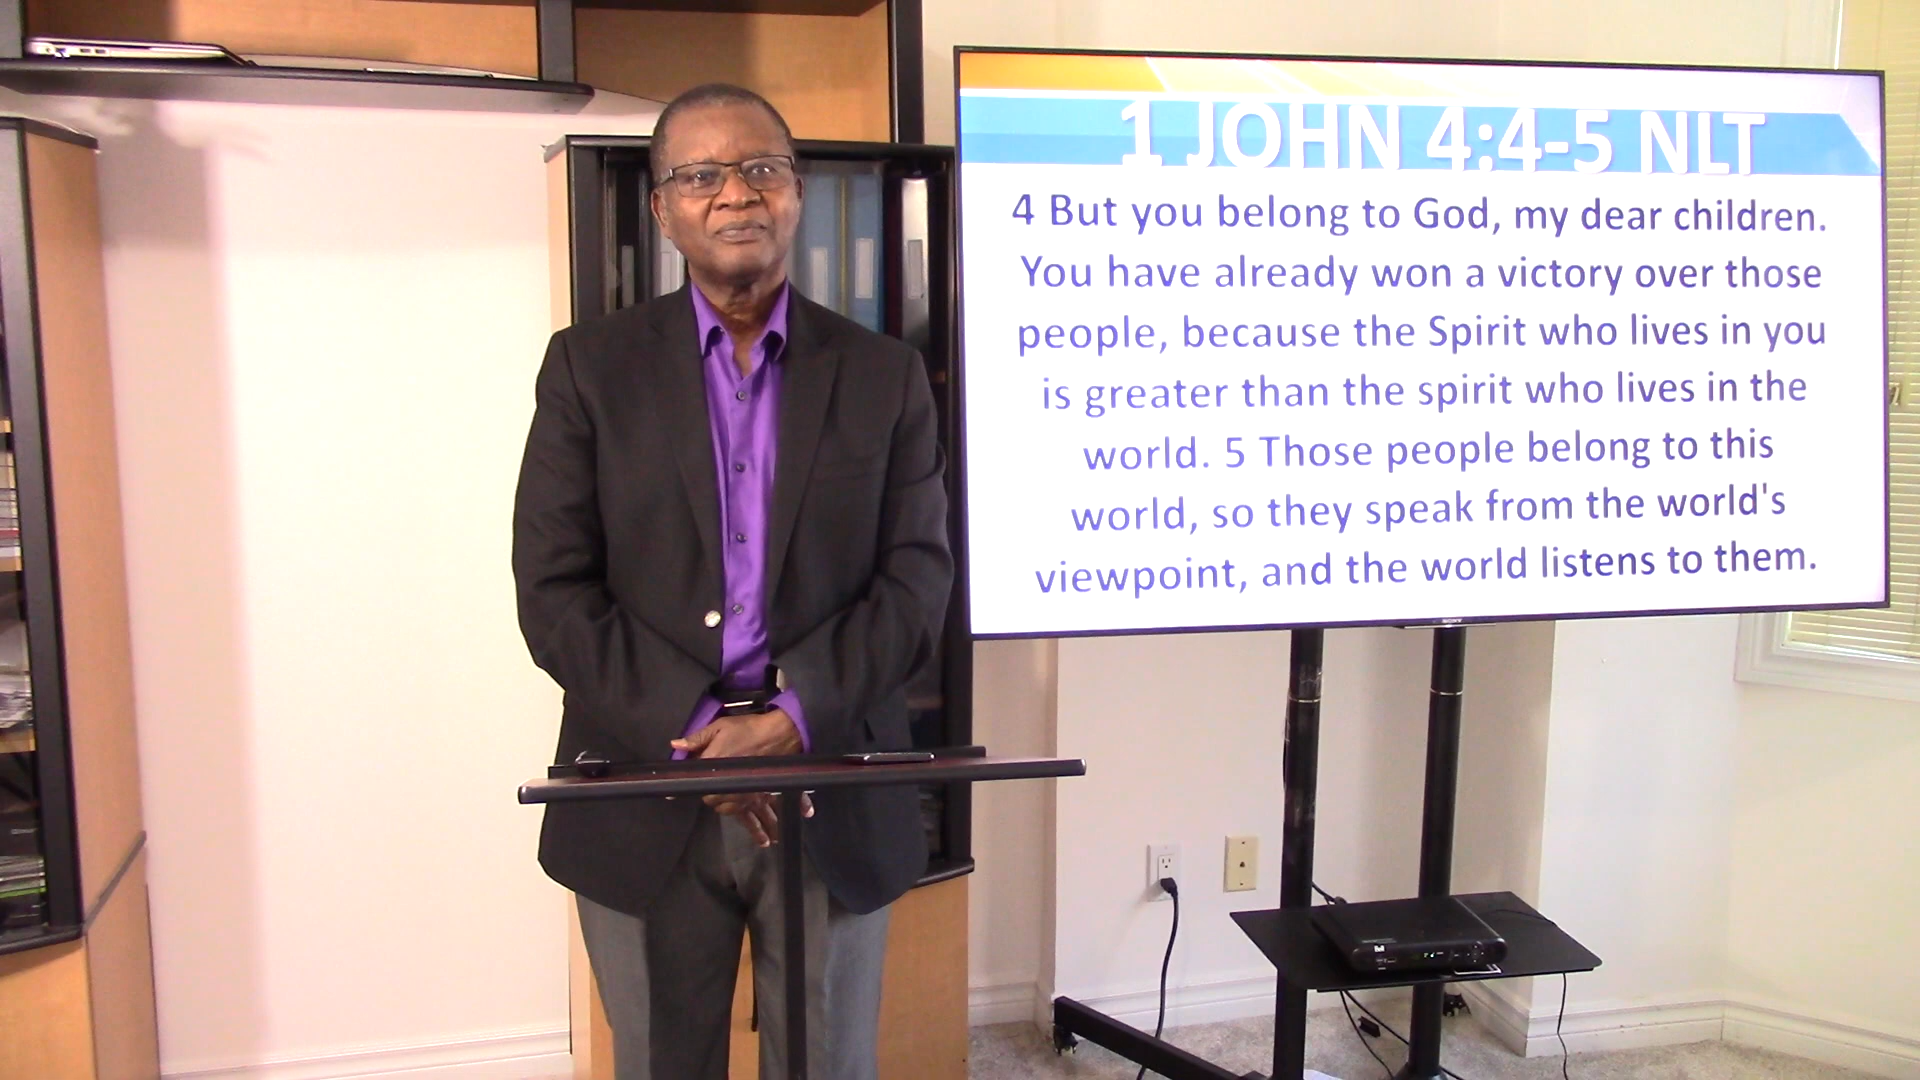 1 JOHN 4:4-5 NLT
4 But you belong to God, my dear children.
You have already won a victory over those
people, because the Spirit who lives in you
is greater than the spirit who lives in the
world. 5 Those people belong to this
world, so they speak from the world's
viewpoint, and the world listens to them.
SONY